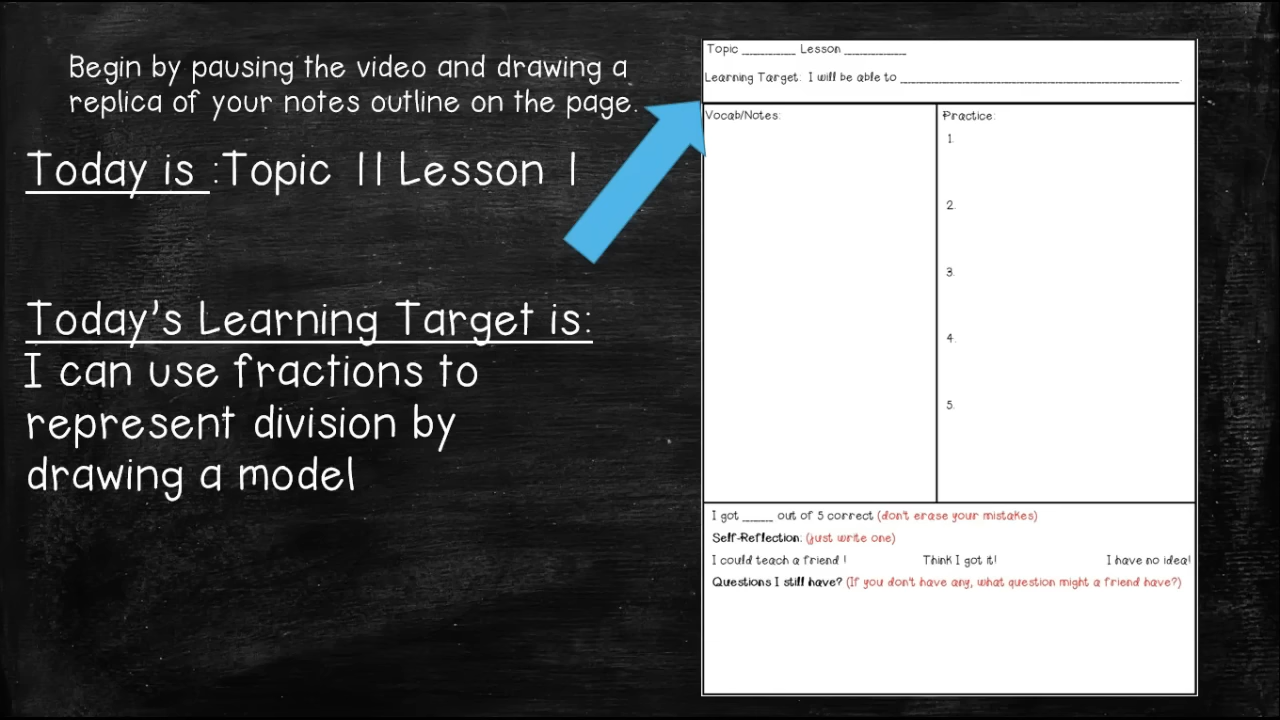 Begin by pausing the video and drawing a
replica of your notes outline on the page.
Today is :Topic 11 Lesson 1
Today's Learning Target is:
I can use fractions to
represent division by
drawing a model
Topic ________ Lesson _________
Learning Target: I will be able to __________________________________________.
Vocab/Notes:
Practice:
1.
2.
3.
4.
5.
I got _____ out of 5 correct (don't erase your mistakes)
Self-Reflection: (just write one)
I could teach a friend ! Think I got it! I have no idea!
Questions I still have? (If you don't have any, what question might a friend have?)